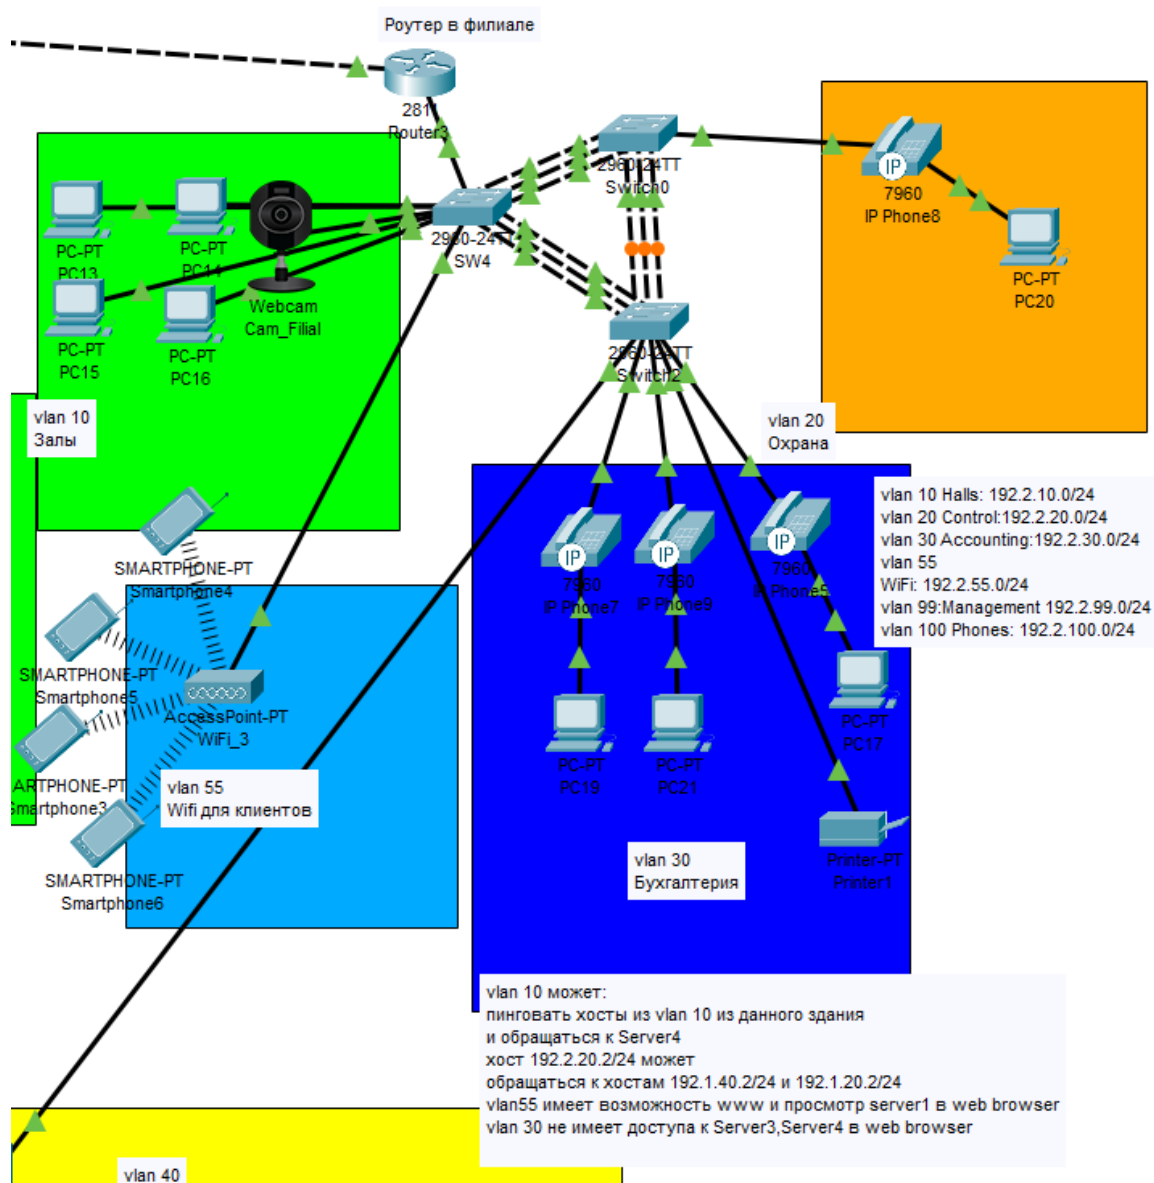 Роутер в филиале
2811
Router3
2960-24TT
Switch0
IP
7960
IP Phone8
PC-PT
PC20
PC-PT
PC13
PC-PT
PC14
Webcam
Cam_Filial
2960-24TT
SW4
PC-PT
PC15
PC-PT
PC16
2960-24TT
Switch2
vlan 10
Залы
vlan 20
Охрана
vlan 10 Halls: 192.2.10.0/24
vlan 20 Control:192.2.20.0/24
vlan 30 Accounting:192.2.30.0/24
vlan 55
WiFi: 192.2.55.0/24
vlan 99:Management 192.2.99.0/24
vlan 100 Phones: 192.2.100.0/24
IP
7960
IP Phone7
IP
7960
IP Phone9
IP
7960
IP Phone5
SMARTPHONE-PT
Smartphone4
SMARTPHONE-PT
Smartphone5
AccessPoint-PT
WiFi_3
ARTPHONE-PT
Smartphone3
SMARTPHONE-PT
Smartphone6
vlan 55
Wifi для клиентов
PC-PT
PC19
PC-PT
PC21
PC-PT
PC17
Printer-PT
Printer1
vlan 30
Бухгалтерия
vlan 10 может:
пинговать хосты из vlan 10 из данного здания
и обращаться к Server4
хост 192.2.20.2/24 может
обращаться к хостам 192.1.40.2/24 и 192.1.20.2/24
vlan55 имеет возможность www и просмотр server1 в web browser
vlan 30 не имеет доступа к Server3,Server4 в web browser
vlan 40